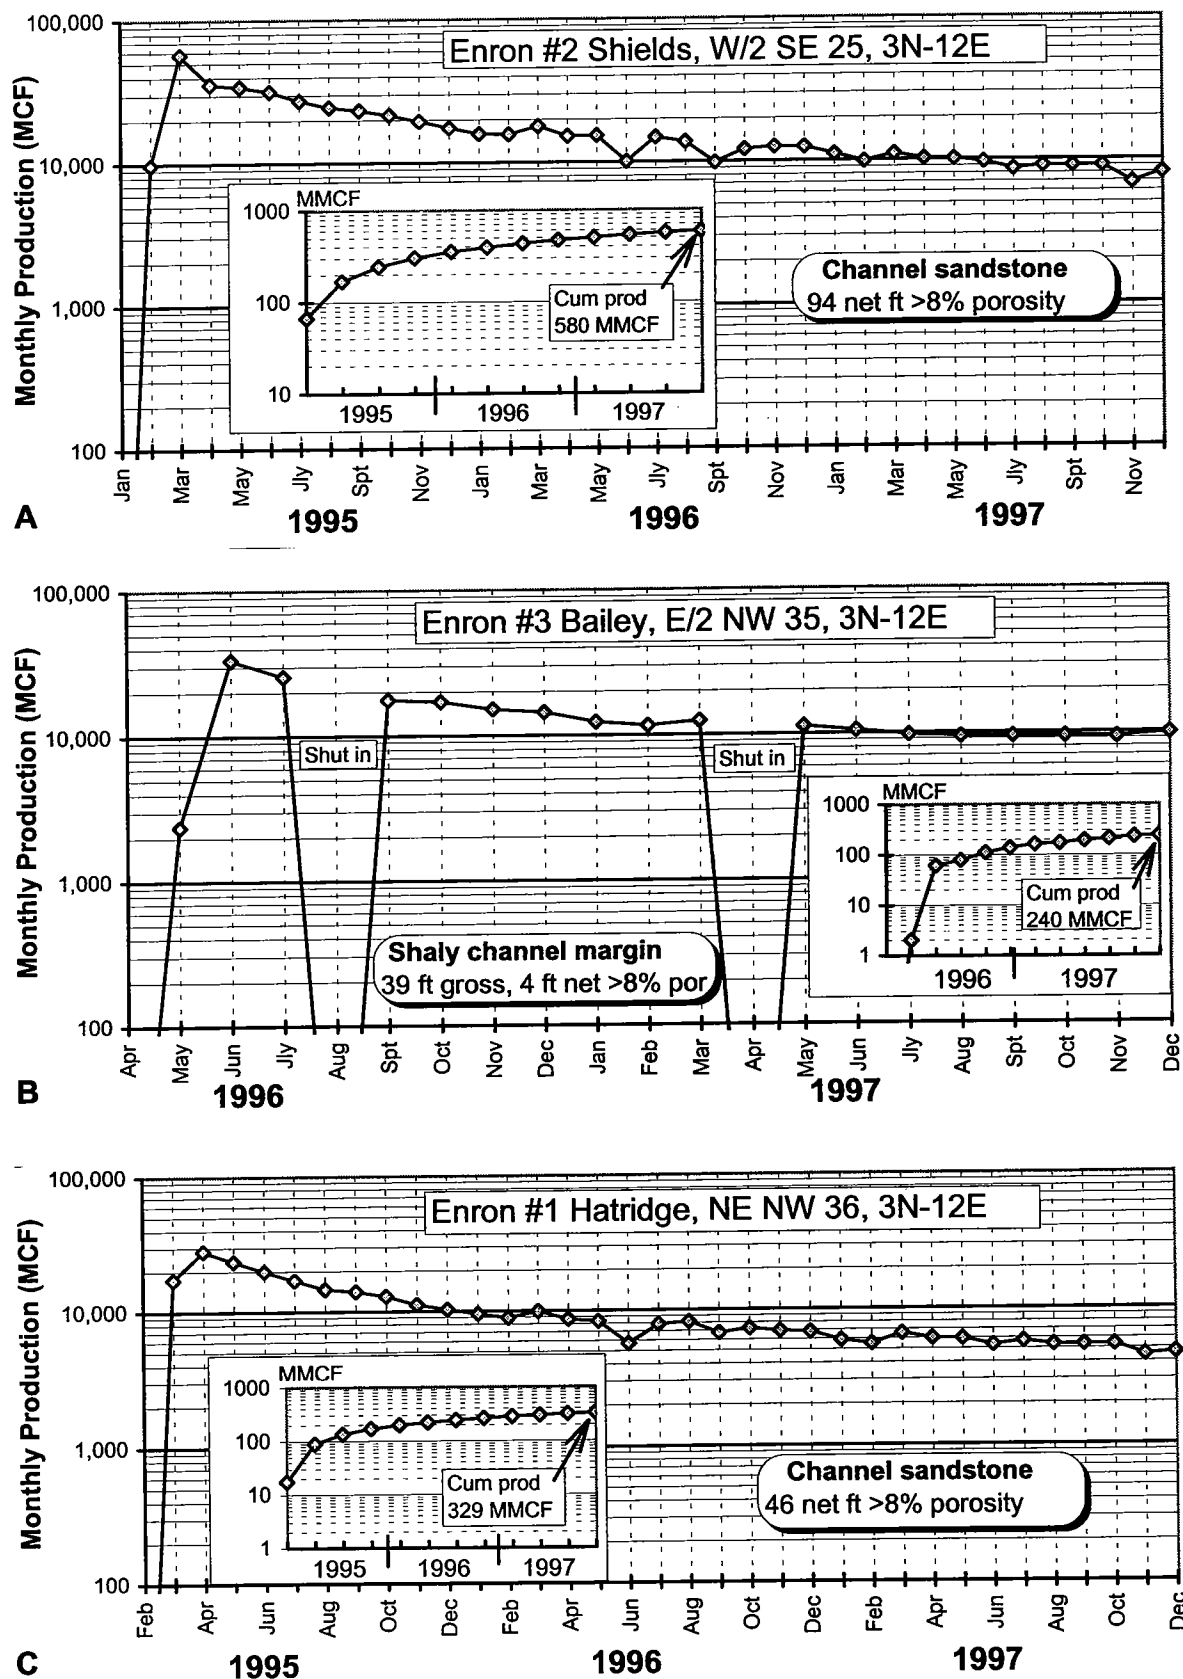 Enron #2 Shields, W/2 SE 25, 3N-12E
Monthly Production (MCF)
100,000
10,000
1,000
100
MMCF
1000
100
10
Cum prod
580 MMCF
1995 1996 1997
Channel sandstone
94 net ft >8% porosity
Jan Mar May Jly Spt Nov Jan Mar May Jly Spt Nov Jan Mar May Jly Spt Nov
A 1995 1996 1997
Enron #3 Bailey, E/2 NW 35, 3N-12E
Monthly Production (MCF)
100,000
10,000
1,000
100
Shut in
Shut in
MMCF
1000
100
10
1
Cum prod
240 MMCF
1996 1997
Shaly channel margin
39 ft gross, 4 ft net >8% por
Apr May Jun Jly Aug Spt Oct Nov Dec Jan Feb Mar Apr May Jun Jly Aug Spt Oct Nov Dec
B 1996 1997
Enron #1 Hatridge, NE NW 36, 3N-12E
Monthly Production (MCF)
100,000
10,000
1,000
100
MMCF
1000
100
10
1
Cum prod
329 MMCF
1995 1996 1997
Channel sandstone
46 net ft >8% porosity
Feb Apr Jun Aug Oct Dec Feb Apr Jun Aug Oct Dec Feb Apr Jun Aug Oct Dec
C 1995 1996 1997